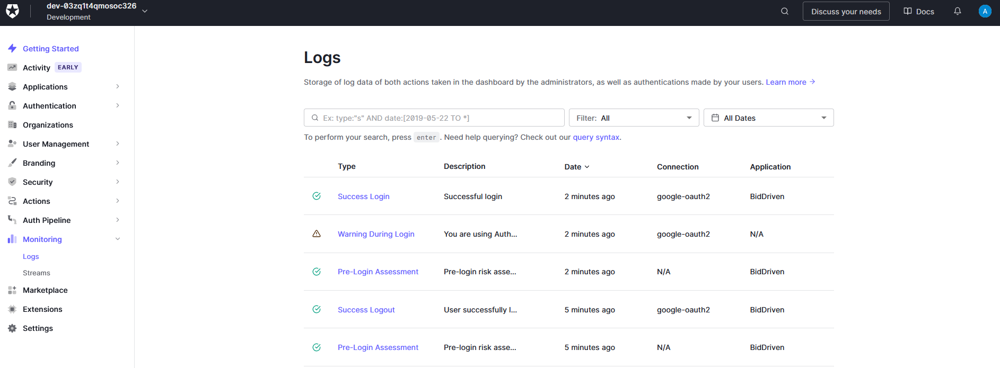 dev-03zq1t4qmosoc326
Development
Discuss your needs
Docs
A
Getting Started
Activity EARLY
Applications
Authentication
Organizations
User Management
Branding
Security
Actions
Auth Pipeline
Monitoring
Logs
Streams
Marketplace
Extensions
Settings
Logs
Storage of log data of both actions taken in the dashboard by the administrators, as well as authentications made by your users. Learn more →
Ex: type:"s" AND date:[2019-05-22 TO *]
Filter: All
All Dates
To perform your search, press enter. Need help querying? Check out our query syntax.
Type Description Date Connection Application
Success Login Successful login 2 minutes ago google-oauth2 BidDriven
Warning During Login You are using Auth... 2 minutes ago google-oauth2 N/A
Pre-Login Assessment Pre-login risk asse... 2 minutes ago N/A BidDriven
Success Logout User successfully l... 5 minutes ago google-oauth2 BidDriven
Pre-Login Assessment Pre-login risk asse... 5 minutes ago N/A BidDriven